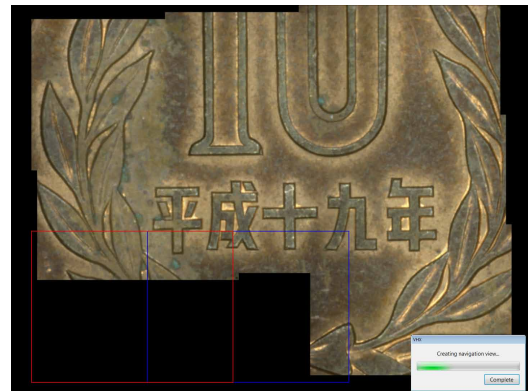 10
平成十九年
VHX
Creating navigation view...
Complete